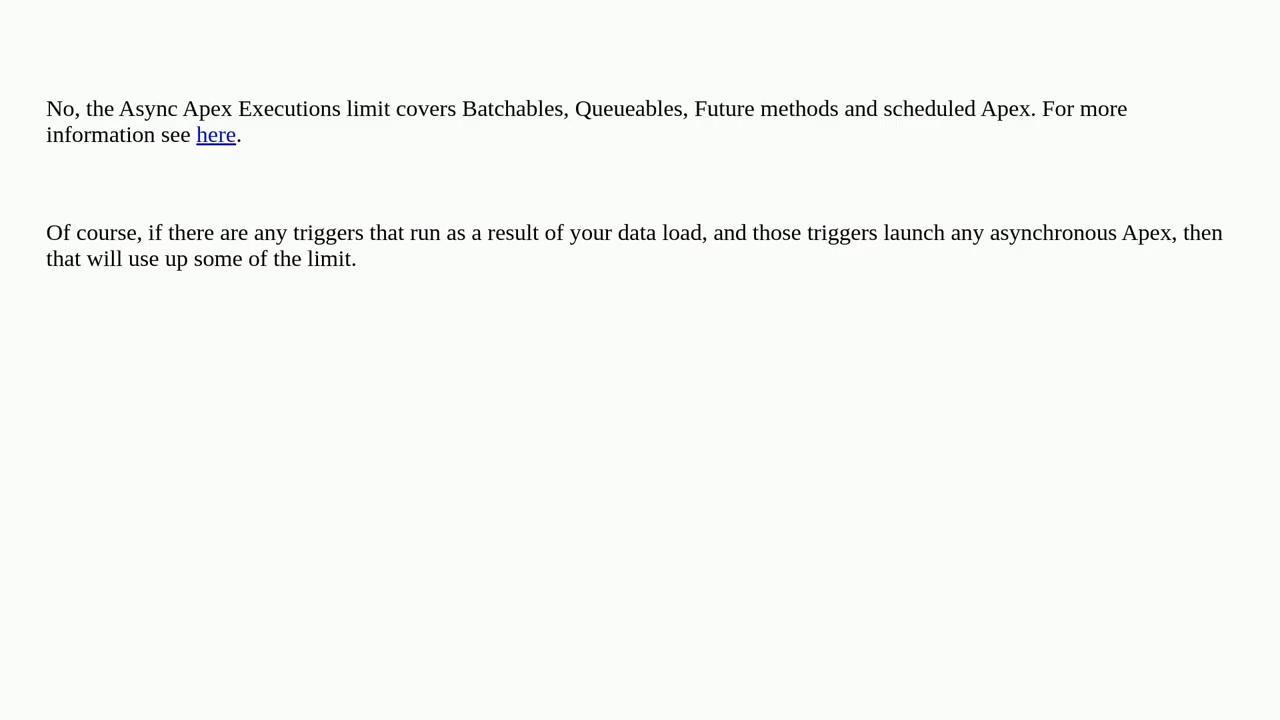 No, the Async Apex Executions limit covers Batchables, Queueables, Future methods and scheduled Apex. For more
information see here.
Of course, if there are any triggers that run as a result of your data load, and those triggers launch any asynchronous Apex, then
that will use up some of the limit.